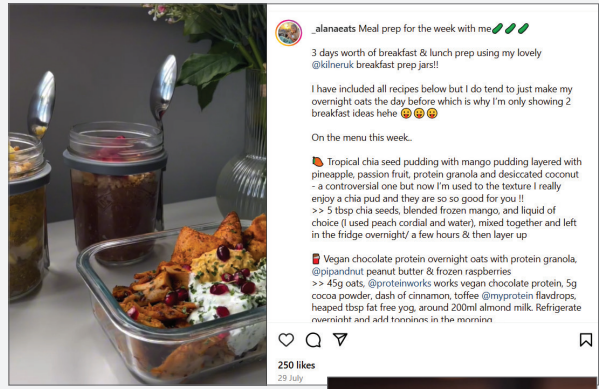 _alanaeats Meal prep for the week with me🥒🥒🥒
3 days worth of breakfast & lunch prep using my lovely
@kilneruk breakfast prep jars!!
I have included all recipes below but I do tend to just make my
overnight oats the day before which is why I'm only showing 2
breakfast ideas hehe 😜😜😜
On the menu this week..
🥭 Tropical chia seed pudding with mango pudding layered with
pineapple, passion fruit, protein granola and desiccated coconut
- a controversial one but now I'm used to the texture I really
enjoy a chia pud and they are so so good for you !!
>> 5 tbsp chia seeds, blended frozen mango, and liquid of
choice (I used peach cordial and water), mixed together and left
in the fridge overnight/ a few hours & then layer up
🥫 Vegan chocolate protein overnight oats with protein granola,
@pipandnut peanut butter & frozen raspberries
>> 45g oats, @proteinworks works vegan chocolate protein, 5g
cocoa powder, dash of cinnamon, toffee @myprotein flavdrops,
heaped tbsp fat free yog, around 200ml almond milk. Refrigerate
overnight and add toppings in the morning
250 likes
29 July